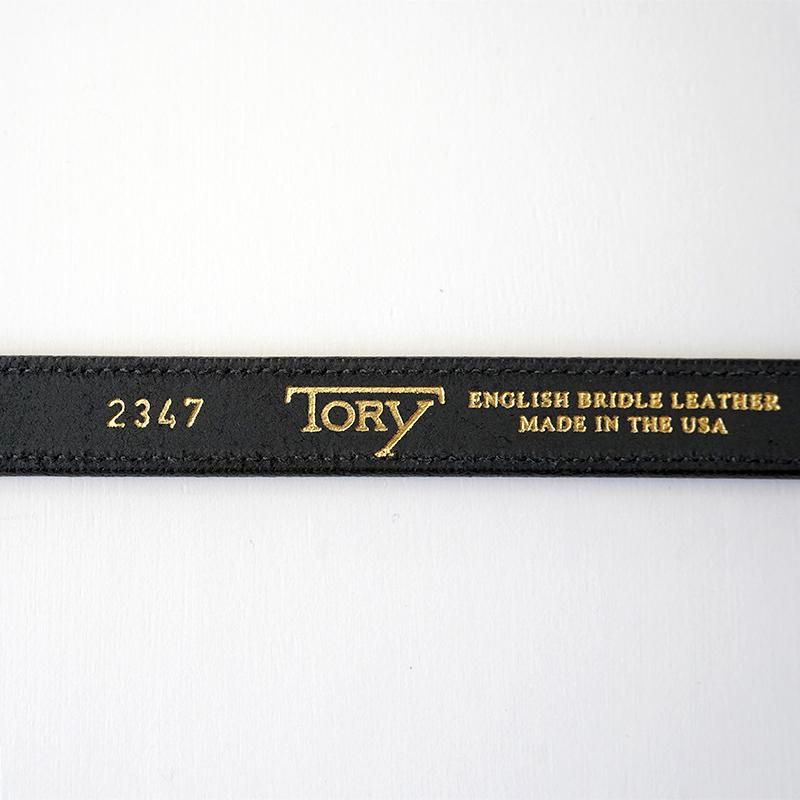 2347
TORY
ENGLISH BRIDLE LEATHER
MADE IN THE USA